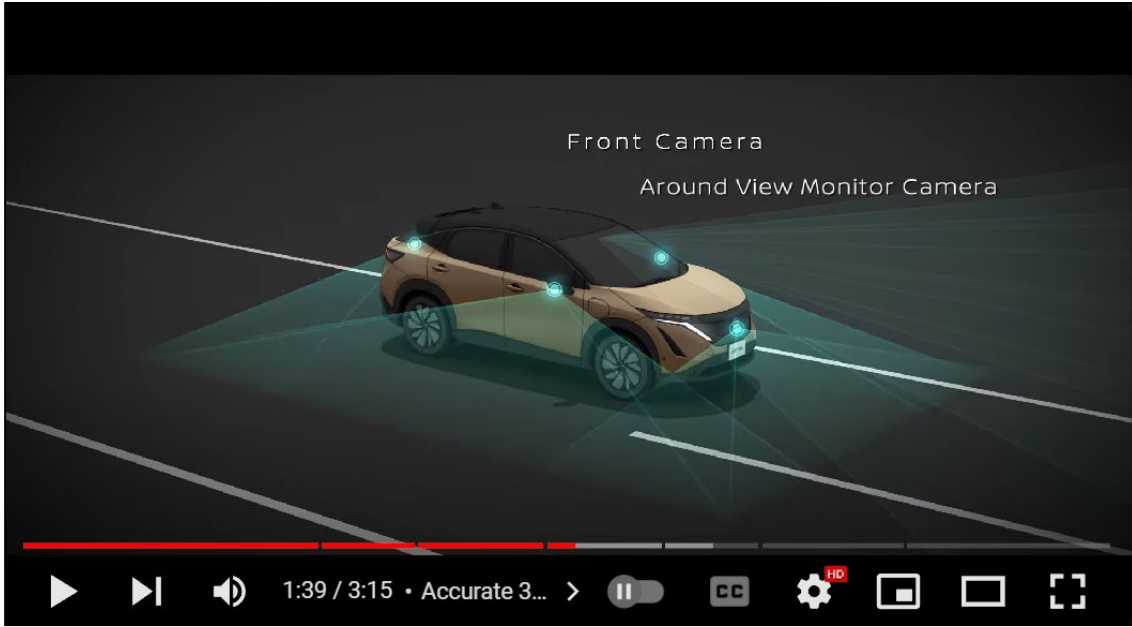 Front Camera
Around View Monitor Camera
1:39 / 3:15 • Accurate 3...
CC
HD